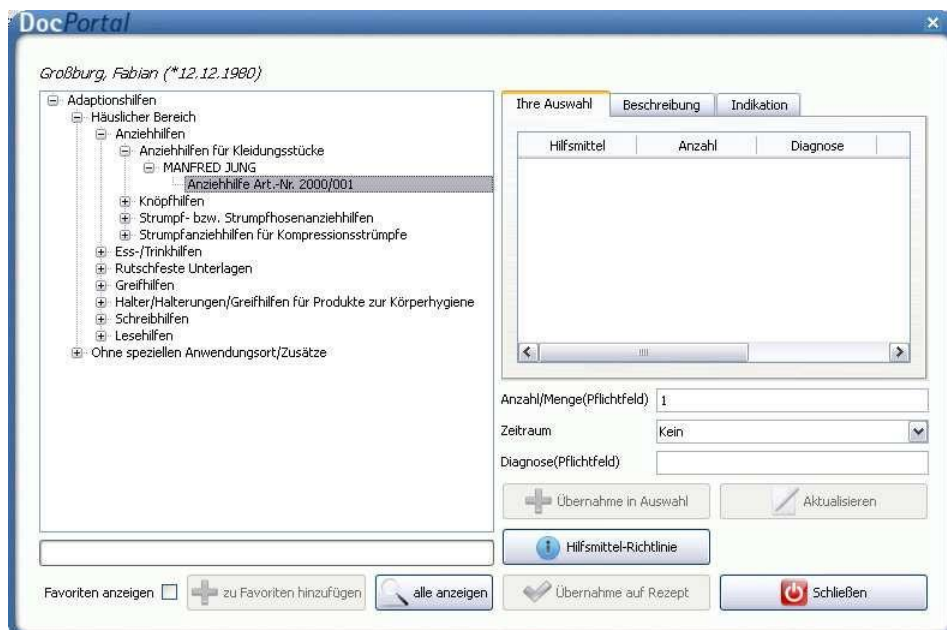 DocPortal
Großburg, Fabian (*12.12.1980)
Adaptionshilfen
Häuslicher Bereich
Anziehhilfen
Anziehhilfen für Kleidungsstücke
MANFRED JUNG
Anziehhilfe Art.-Nr. 2000/001
Knöpfhilfen
Strumpf- bzw. Strumpfhosenanziehhilfen
Strumpfanziehhilfen für Kompressionsstrümpfe
Ess-/Trinkhilfen
Rutschfeste Unterlagen
Greifhilfen
Halter/Halterungen/Greifhilfen für Produkte zur Körperhygiene
Schreibhilfen
Lesehilfen
Ohne speziellen Anwendungsort/Zusätze
Ihre Auswahl Beschreibung Indikation
Hilfsmittel Anzahl Diagnose
Anzahl/Menge(Pflichtfeld) 1
Zeitraum Kein
Diagnose(Pflichtfeld)
Übernahme in Auswahl Aktualisieren
Hilfsmittel-Richtlinie
Favoriten anzeigen zu Favoriten hinzufügen alle anzeigen Übernahme auf Rezept Schließen